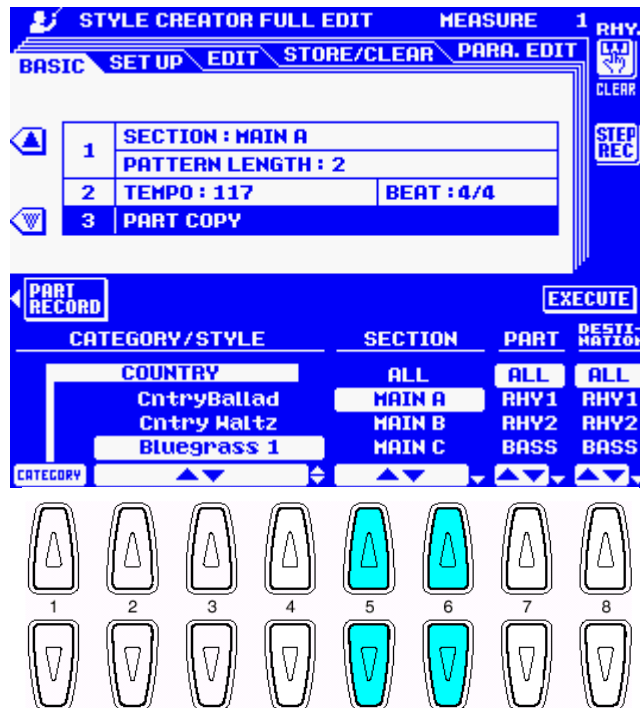 STYLE CREATOR FULL EDIT MEASURE 1
RHY.
CLEAR
BASIC SET UP EDIT STORE/CLEAR PARA. EDIT
STEP REC
1 SECTION : MAIN A
PATTERN LENGTH : 2
2 TEMPO : 117 BEAT : 4/4
3 PART COPY
PART RECORD
EXECUTE
CATEGORY/STYLE SECTION PART DESTI-NATION
COUNTRY ALL ALL ALL
CntryBallad MAIN A RHY1 RHY1
Cntry Waltz MAIN B RHY2 RHY2
Bluegrass 1 MAIN C BASS BASS
CATEGORY
1 2 3 4 5 6 7 8